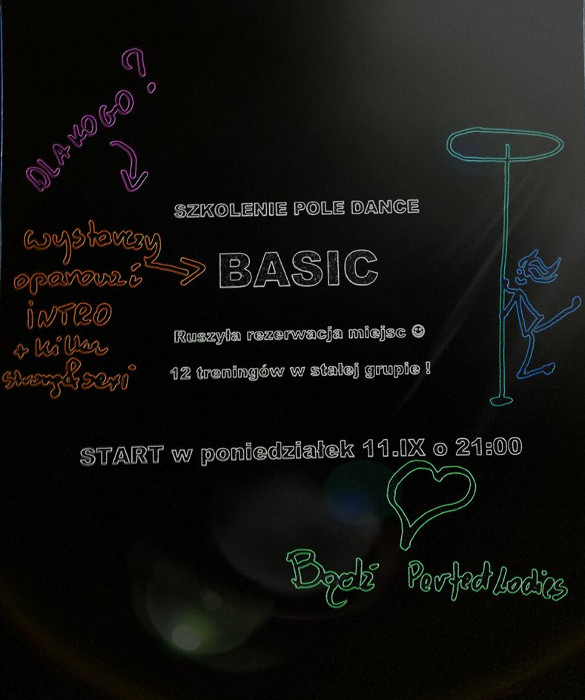 DLA KOGO?
SZKOLENIE POLE DANCE
wystarczy
opanować
INTRO
+ kilka
strong & sexi
BASIC
Ruszyła rezerwacja miejsc ☺
12 treningów w stałej grupie !
START w poniedziałek 11.IX o 21:00
Bądź Perfect Ladies